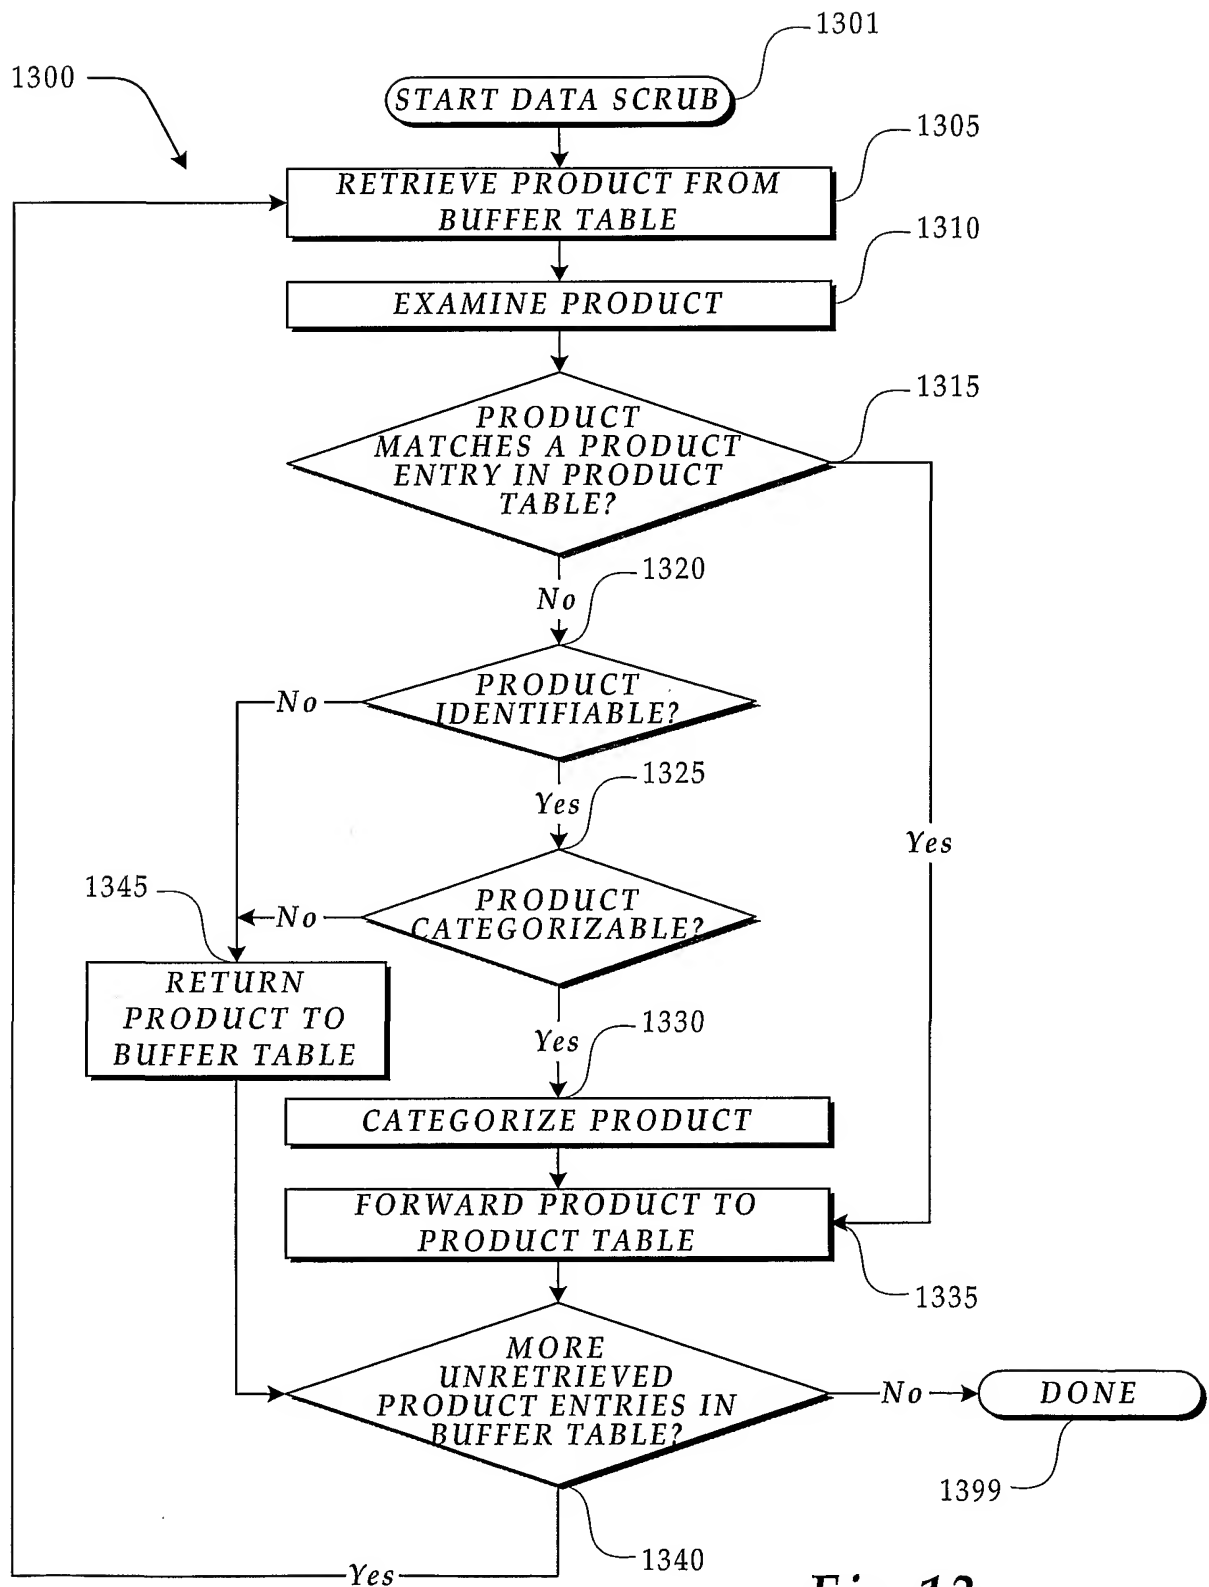 1301
1300
START DATA SCRUB
1305
RETRIEVE PRODUCT FROM
BUFFER TABLE
1310
EXAMINE PRODUCT
1315
PRODUCT
MATCHES A PRODUCT
ENTRY IN PRODUCT
TABLE?
1320
No
PRODUCT
IDENTIFIABLE?
No
1325
Yes
Yes
1345
PRODUCT
CATEGORIZABLE?
No
RETURN
PRODUCT TO
BUFFER TABLE
1330
Yes
CATEGORIZE PRODUCT
FORWARD PRODUCT TO
PRODUCT TABLE
1335
MORE
UNRETRIEVED
PRODUCT ENTRIES IN
BUFFER TABLE?
No
DONE
1399
1340
Yes